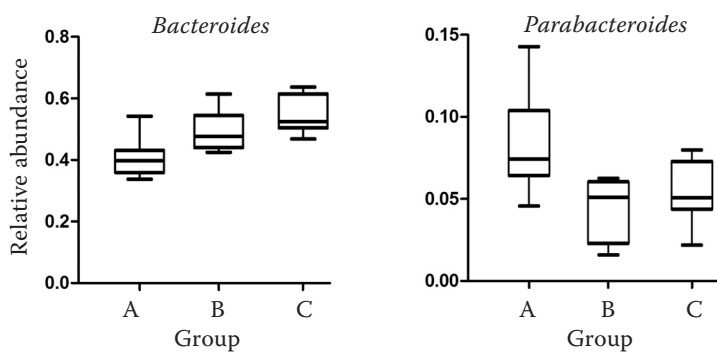 Bacteroides
Relative abundance
0.8
0.6
0.4
0.2
0.0
A B C
Group
Parabacteroides
0.15
0.10
0.05
0.00
A B C
Group